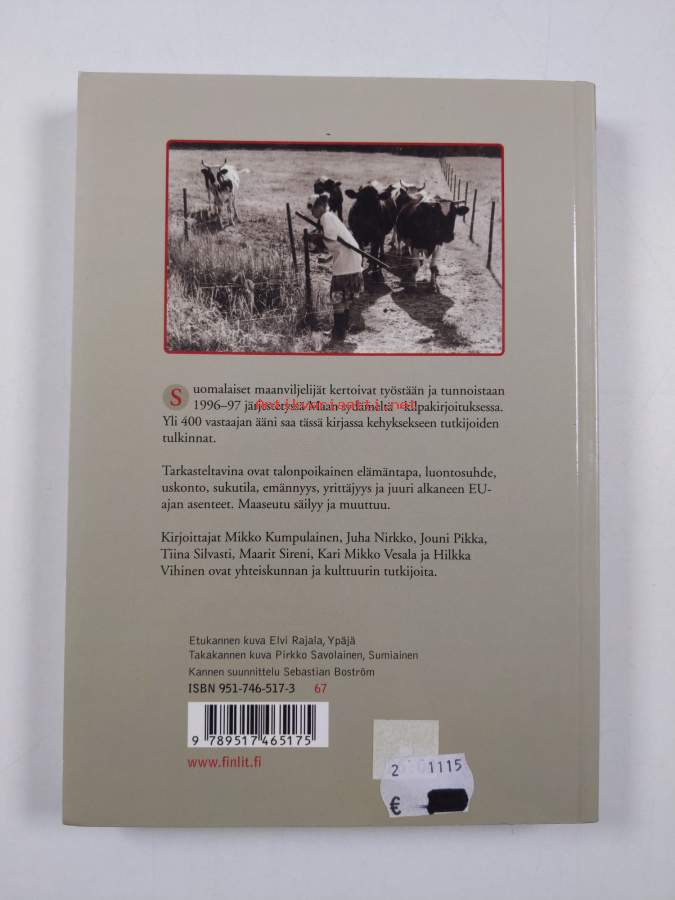 Suomalaiset maanviljelijät kertoivat työstään ja tunnoistaan
1996–97 järjestetyssä Maan sydämeltä -kilpakirjoituksessa.
Antikvariaatti.net
Yli 400 vastaajan ääni saa tässä kirjassa kehyksekseen tutkijoiden
tulkinnat.
Tarkasteltavina ovat talonpoikainen elämäntapa, luontosuhde,
uskonto, sukutila, emännyys, yrittäjyys ja juuri alkaneen EU-
ajan asenteet. Maaseutu säilyy ja muuttuu.
Kirjoittajat Mikko Kumpulainen, Juha Nirkko, Jouni Pikka,
Tiina Silvasti, Maarit Sireni, Kari Mikko Vesala ja Hilkka
Vihinen ovat yhteiskunnan ja kulttuurin tutkijoita.
Etukannen kuva Elvi Rajala, Ypäjä
Takakannen kuva Pirkko Savolainen, Sumiainen
Kannen suunnittelu Sebastian Boström
ISBN 951-746-517-3 67
9 789517 465175
www.finlit.fi
1115
€